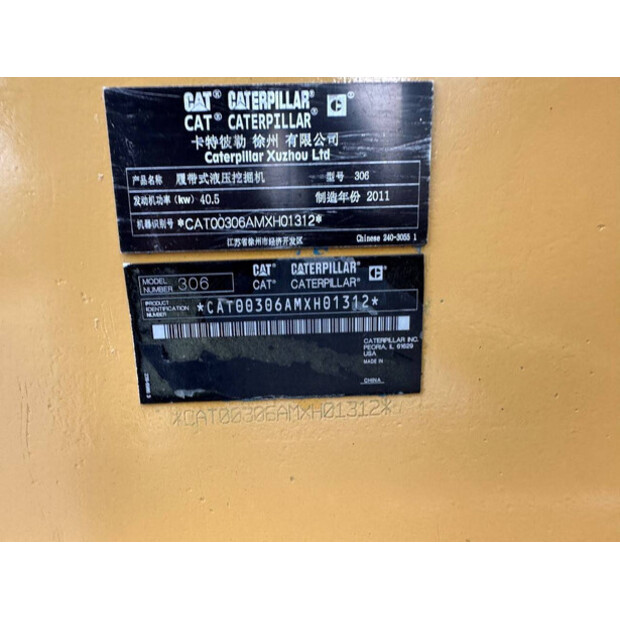 CAT® CATERPILLAR® C®
CAT® CATERPILLAR®
卡特彼勒 徐州 有限公司
Caterpillar Xuzhou Ltd
产品名称 履带式液压挖掘机 型号 306
发动机功率 (kw) 40.5 制造年份 2011
机器识别号 *CAT00306AMXH01312*
江苏省徐州市经济开发区 Chinese 240-3055 1
MODEL NUMBER 306 CAT® CATERPILLAR® C®
CAT® CATERPILLAR®
PRODUCT IDENTIFICATION NUMBER *CAT00306AMXH01312*
CATERPILLAR INC.
PEORIA, IL 61629
USA
MADE IN
CHINA
*CAT00306AMXH01312*